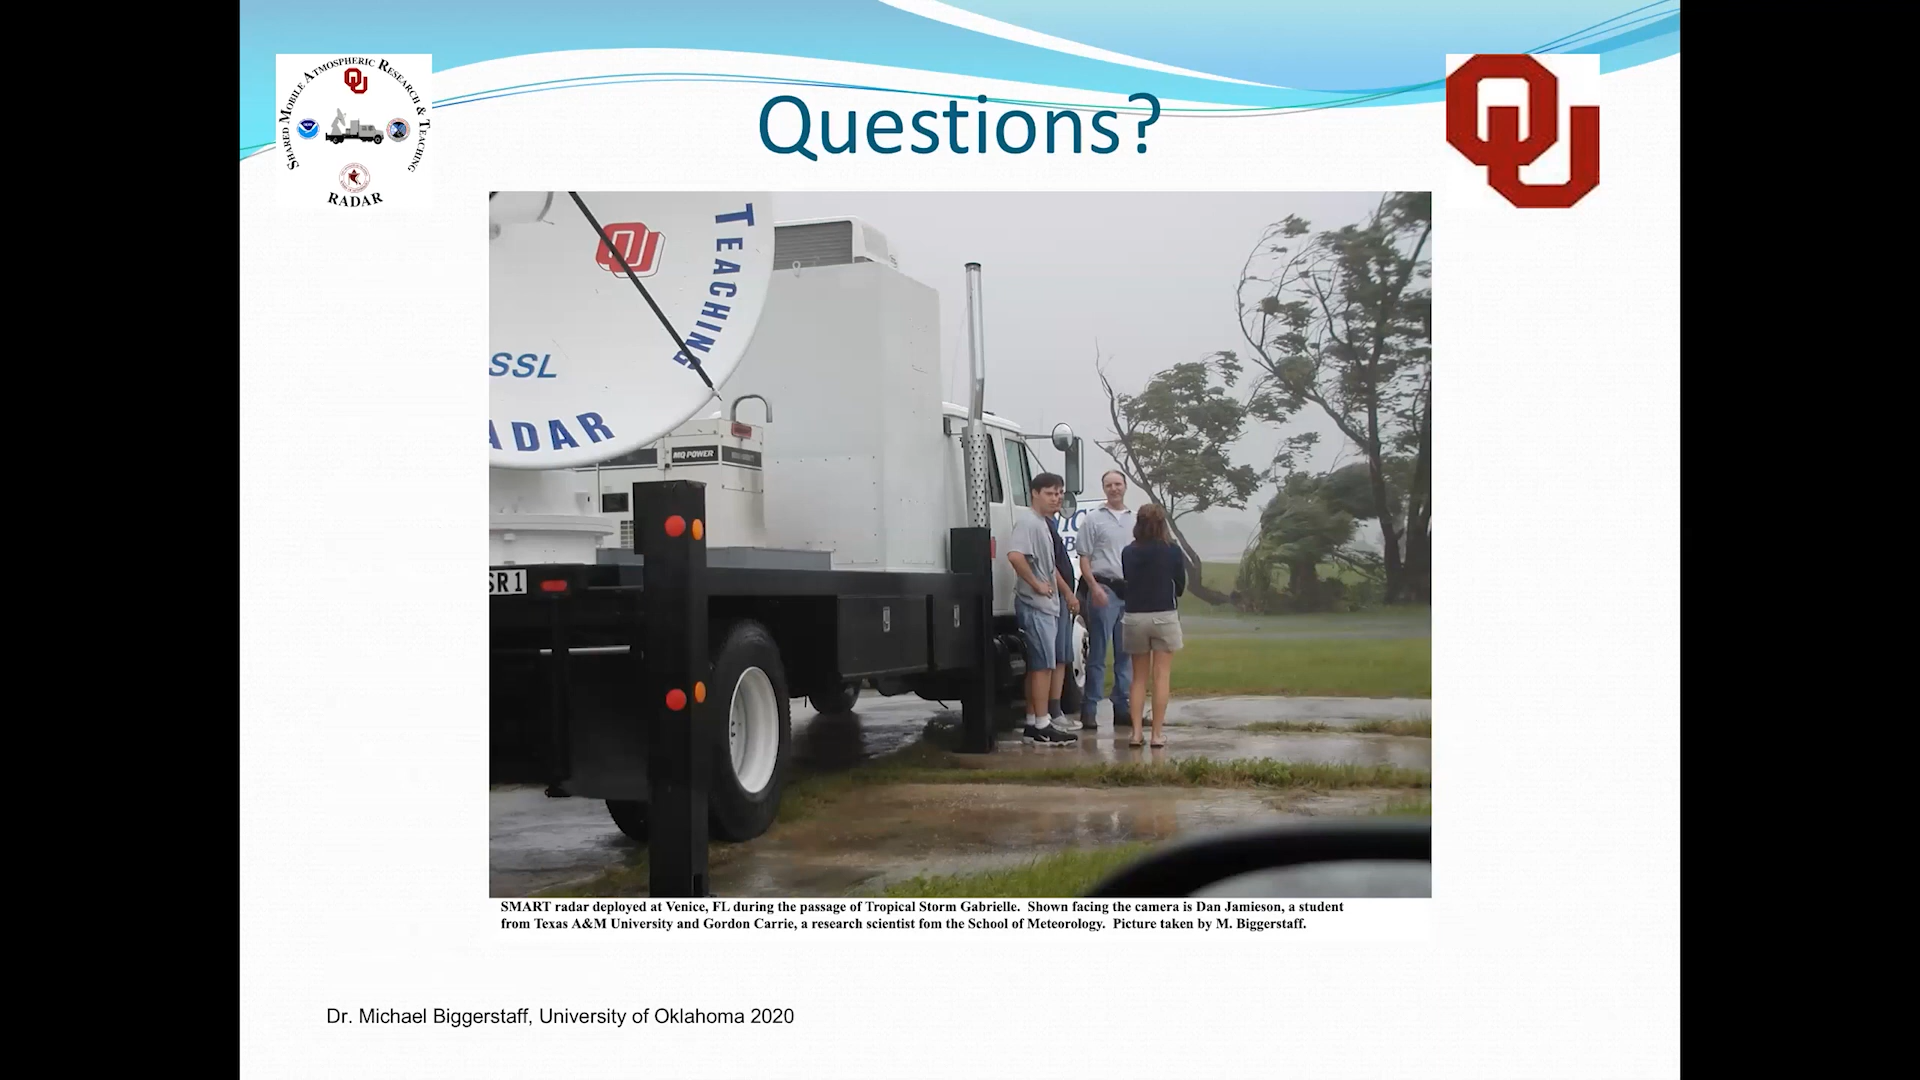 SHARED MOBILE ATMOSPHERIC RESEARCH & TEACHING
RADAR
OU
Questions?
OU
OU
TEACHING
SSL
ADAR
MQ POWER
SR 1
SMART radar deployed at Venice, FL during the passage of Tropical Storm Gabrielle. Shown facing the camera is Dan Jamieson, a student
from Texas A&M University and Gordon Carrie, a research scientist fom the School of Meteorology. Picture taken by M. Biggerstaff.
Dr. Michael Biggerstaff, University of Oklahoma 2020